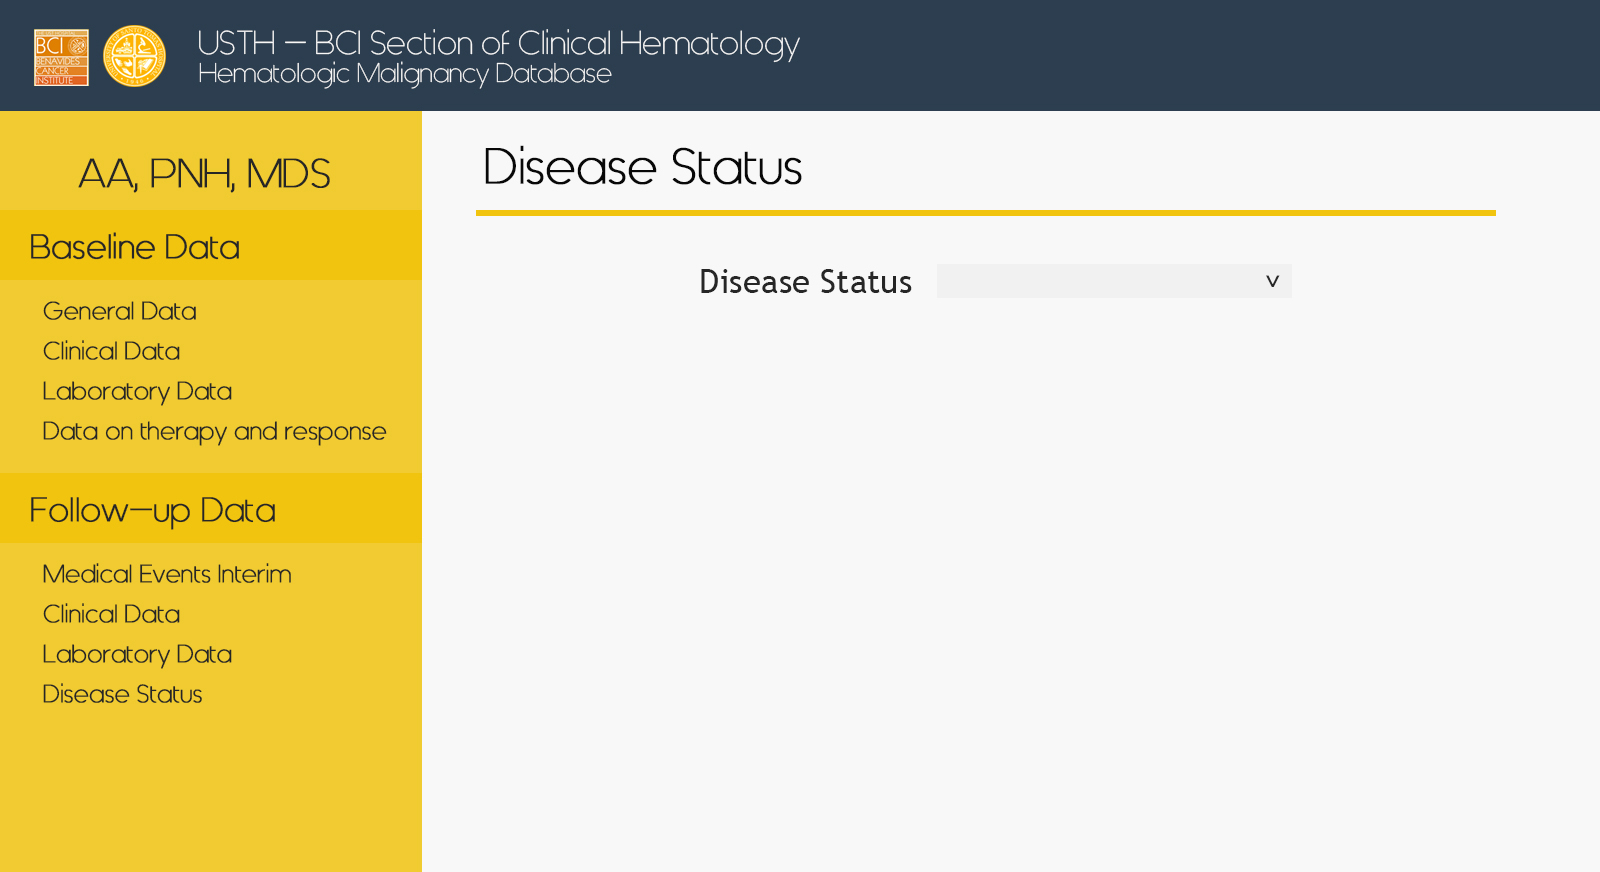 BCI
BENAVIDES
CANCER
INSTITUTE
USTH – BCI Section of Clinical Hematology
Hematologic Malignancy Database
AA, PNH, MDS
Baseline Data
General Data
Clinical Data
Laboratory Data
Data on therapy and response
Follow-up Data
Medical Events Interim
Clinical Data
Laboratory Data
Disease Status
Disease Status
Disease Status